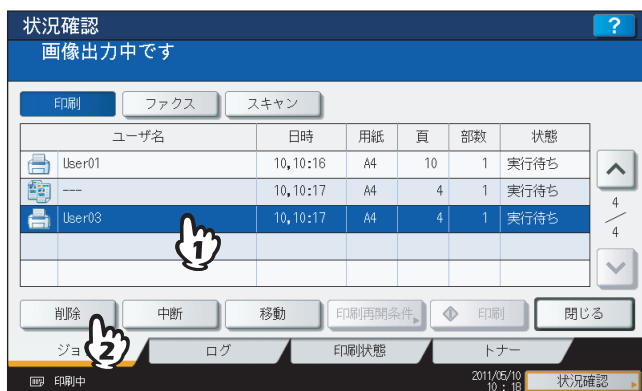 状況確認 ?
画像出力中です
印刷 ファクス スキャン
ユーザ名 日時 用紙 頁 部数 状態
User01 10,10:16 A4 10 1 実行待ち
--- 10,10:17 A4 4 1 実行待ち
User03 10,10:17 A4 4 1 実行待ち
4
4
1
削除 中断 移動 印刷再開条件 印刷 閉じる
2
ジョ ログ 印刷状態 トナー
印刷中 2011/05/10
10:18 状況確認